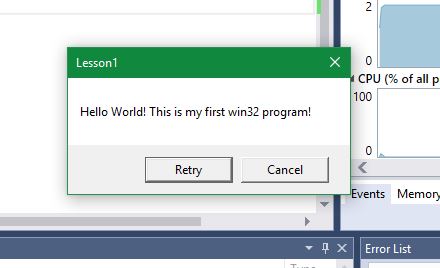 Lesson1
Hello World! This is my first win32 program!
Retry
Cancel
2
0
CPU (% of all p
100
0
Events
Memory
Error List